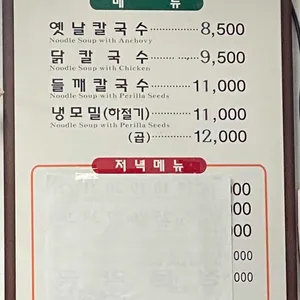 메 뉴
옛날칼국수 ············ 8,500
Noodle Soup with Anchovy
닭칼국수 ············ 9,500
Noodle Soup with Chicken
들깨칼국수 ········ 11,000
Noodle Soup with Perilla Seeds
냉모밀(하절기) ········ 11,000
Noodle Soup with Perilla Seeds
(곱) ········ 12,000
저녁메뉴
000
000
000
,000
,000